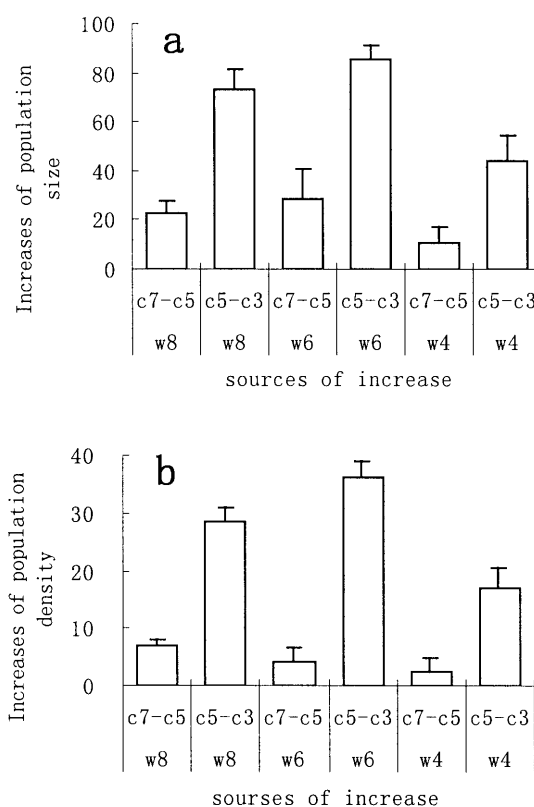 a
Increases of population
size
100
80
60
40
20
0
c7-c5 c5-c3 c7-c5 c5-c3 c7-c5 c5-c3
w8 w8 w6 w6 w4 w4
sources of increase
b
Increases of population
density
40
30
20
10
0
c7-c5 c5-c3 c7-c5 c5-c3 c7-c5 c5-c3
w8 w8 w6 w6 w4 w4
sourses of increase